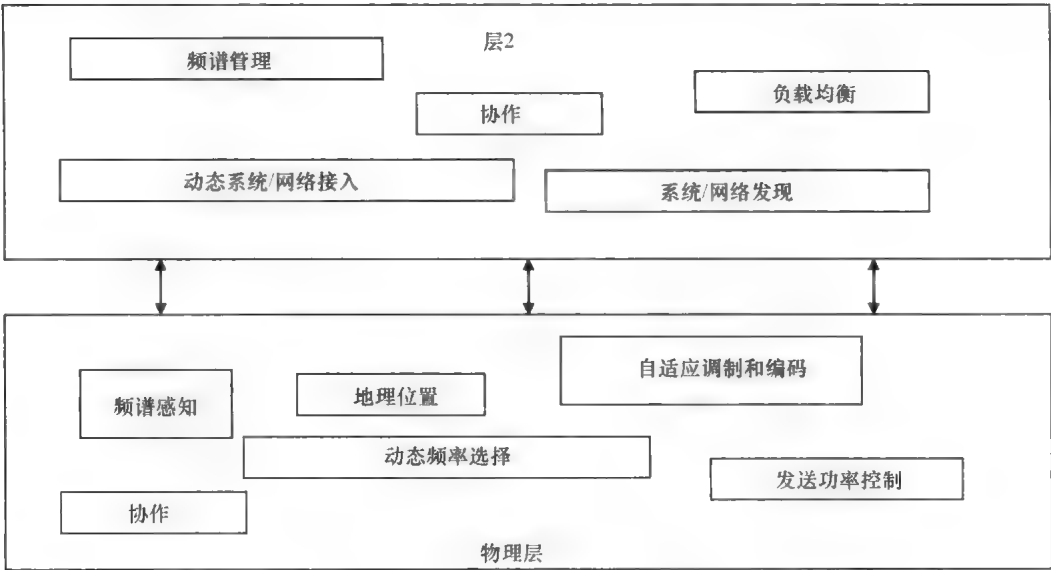 层2
频谱管理
负载均衡
协作
动态系统/网络接入
系统/网络发现
自适应调制和编码
频谱感知
地理位置
动态频率选择
发送功率控制
协作
物理层